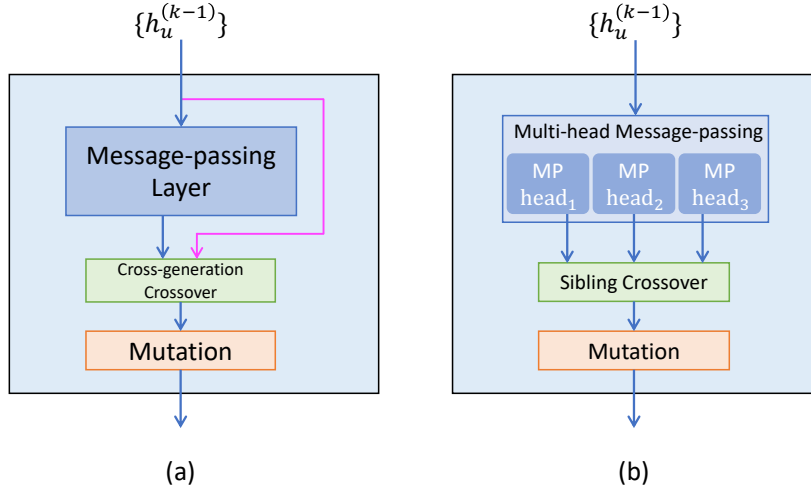 {h_u^{(k−1)}}
Message-passing
Layer
Cross-generation
Crossover
Mutation
(a)
{h_u^{(k−1)}}
Multi-head Message-passing
MP
head₁
MP
head₂
MP
head₃
Sibling Crossover
Mutation
(b)